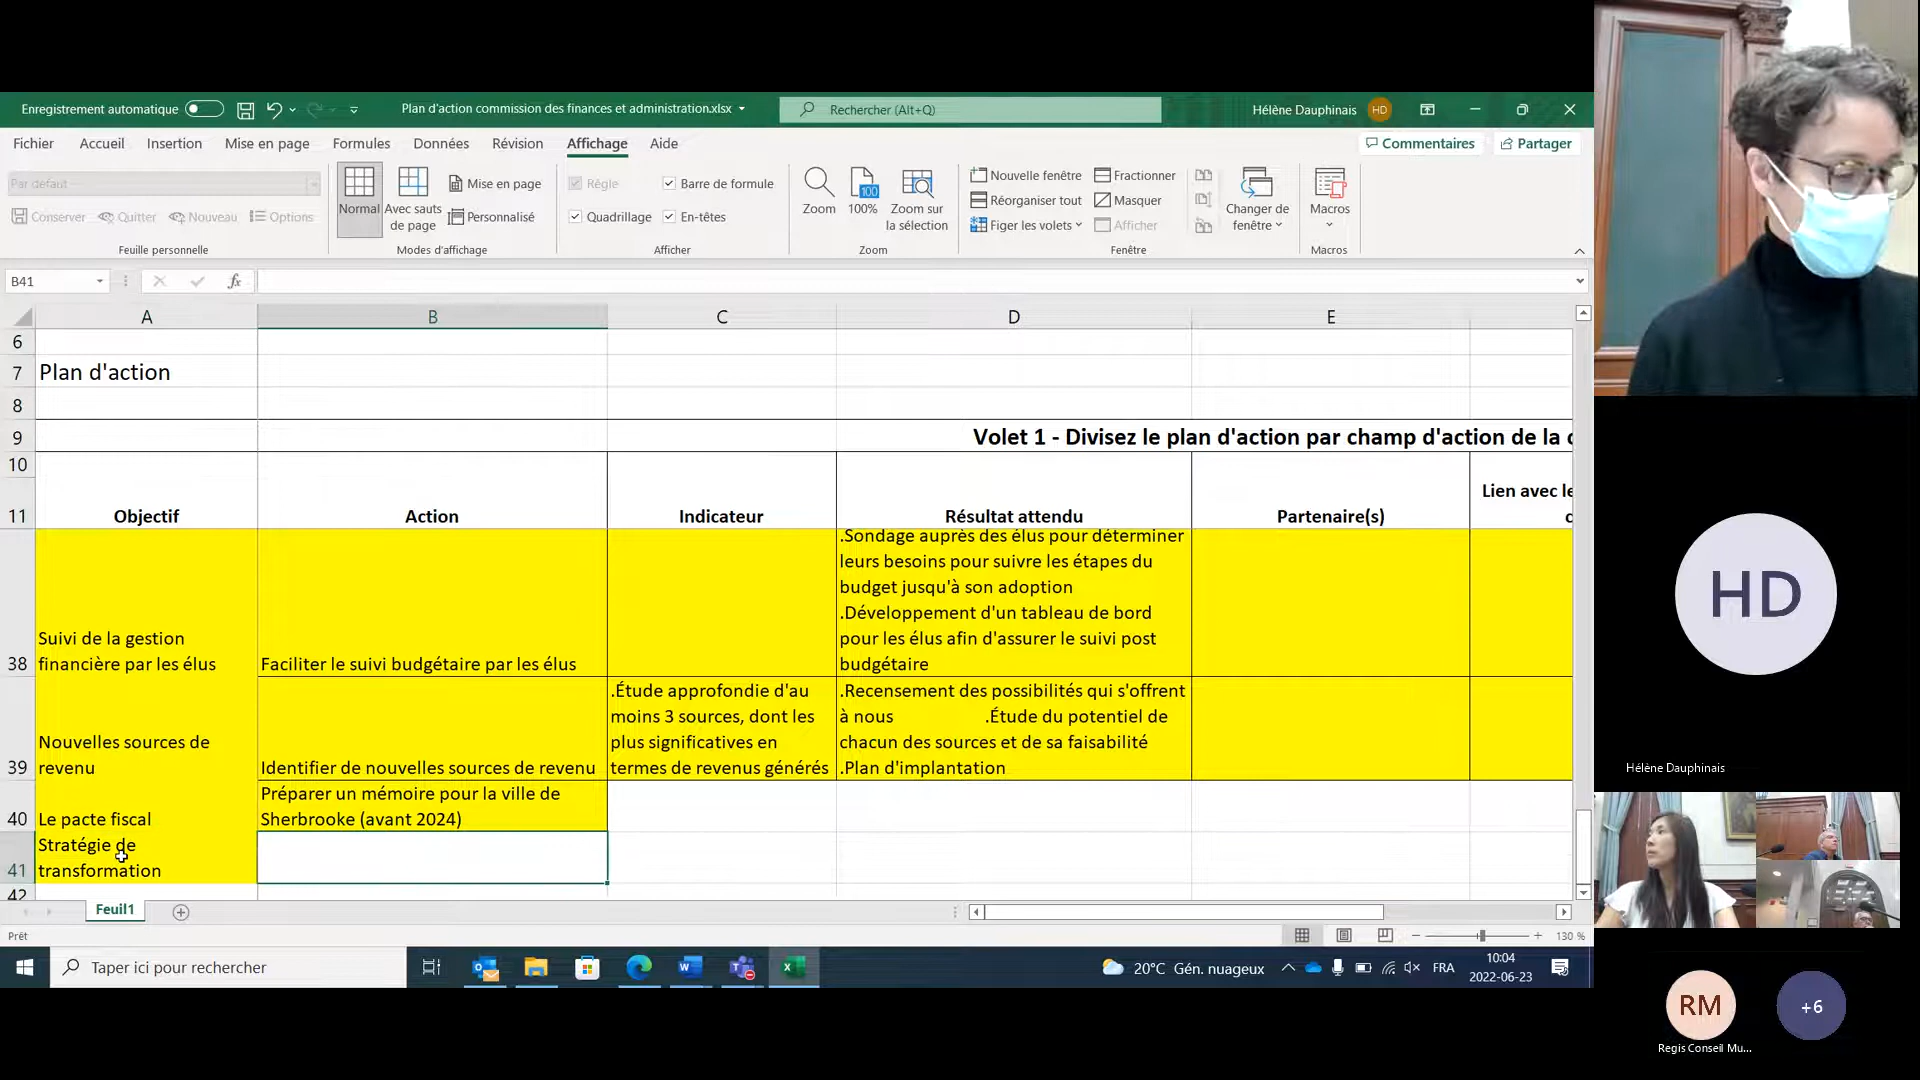 Enregistrement automatique
Plan d'action commission des finances et administration.xlsx
Rechercher (Alt+Q)
Hélène Dauphinais
HD
Fichier Accueil Insertion Mise en page Formules Données Révision Affichage Aide
Commentaires
Partager
Par défaut
Conserver Quitter Nouveau Options
Feuille personnelle
Normal
Avec sauts
de page
Mise en page
Personnalisé
Modes d'affichage
Règle
Barre de formule
Quadrillage
En-têtes
Afficher
Zoom
100
100%
Zoom sur
la sélection
Zoom
Nouvelle fenêtre
Réorganiser tout
Figer les volets
Fractionner
Masquer
Afficher
Changer de
fenêtre
Fenêtre
Macros
Macros
B41
fx
A B C D E
6
7 Plan d'action
8
9 Volet 1 - Divisez le plan d'action par champ d'action de la c
10
Lien avec le
11 Objectif Action Indicateur Résultat attendu Partenaire(s)
.Sondage auprès des élus pour déterminer
leurs besoins pour suivre les étapes du
budget jusqu'à son adoption
.Développement d'un tableau de bord
pour les élus afin d'assurer le suivi post
budgétaire
Suivi de la gestion
financière par les élus
38
Faciliter le suivi budgétaire par les élus
.Étude approfondie d'au
moins 3 sources, dont les
plus significatives en
termes de revenus générés
.Recensement des possibilités qui s'offrent
à nous .Étude du potentiel de
chacun des sources et de sa faisabilité
.Plan d'implantation
Nouvelles sources de
revenu
39
Identifier de nouvelles sources de revenu
Préparer un mémoire pour la ville de
Sherbrooke (avant 2024)
40 Le pacte fiscal
Stratégie de
transformation
41
42
Feuil1
Prêt
130 %
Taper ici pour rechercher
20°C Gén. nuageux
FRA
10:04
2022-06-23
HD
Hélène Dauphinais
RM
+6
Regis Conseil Mu...